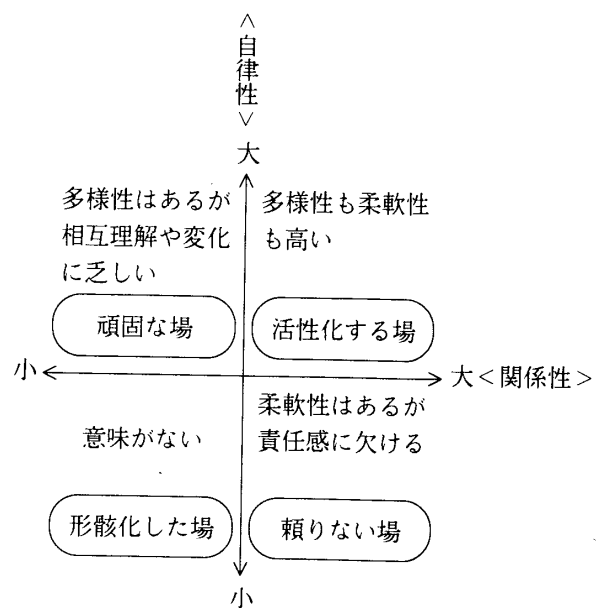 <自律性>
大
多様性はあるが
相互理解や変化
に乏しい
多様性も柔軟性
も高い
頑固な場
活性化する場
小
大<関係性>
意味がない
柔軟性はあるが
責任感に欠ける
形骸化した場
頼りない場
小